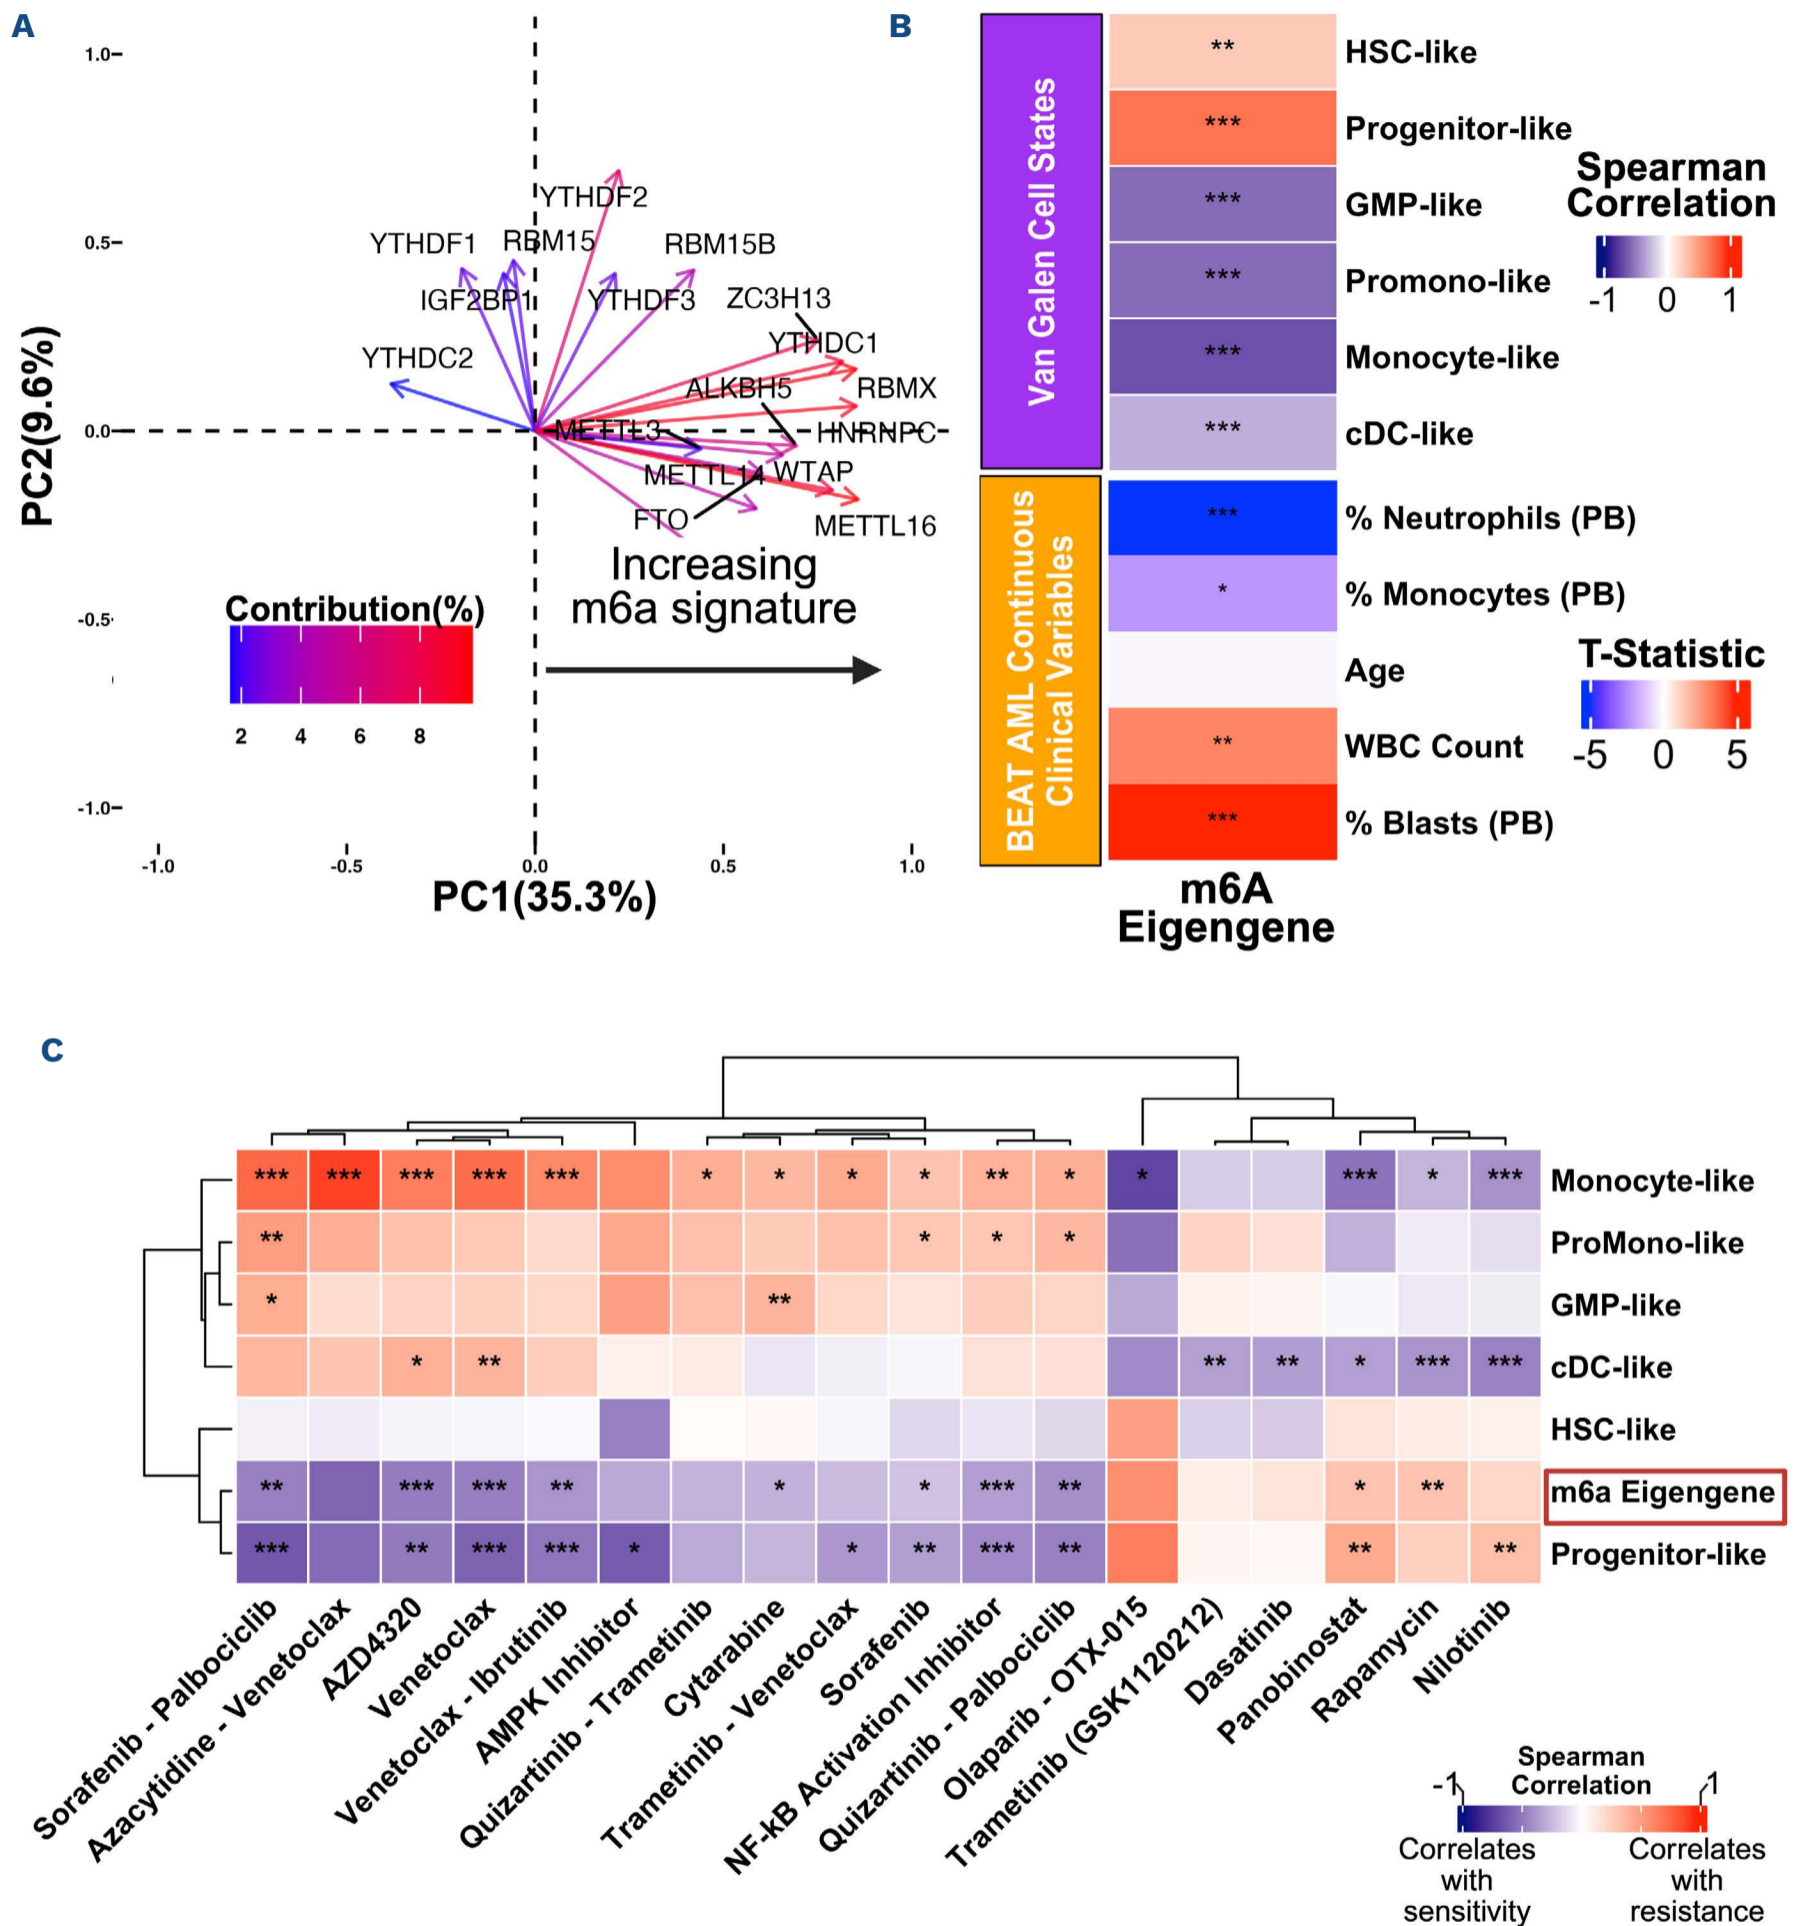 A
1.0
0.5
0.0
-0.5
-1.0
PC2(9.6%)
YTHDF2
YTHDF1
RBM15
RBM15B
IGF2BP1
YTHDF3
ZC3H13
YTHDC1
YTHDC2
ALKBH5
RBMX
METTL3
HNRNPC
METTL14
WTAP
FTO
METTL16
Increasing
m6a signature
Contribution(%)
2 4 6 8
-1.0 -0.5 0.0 0.5 1.0
PC1(35.3%)
B
Van Galen Cell States
** HSC-like
*** Progenitor-like
*** GMP-like
*** Promono-like
*** Monocyte-like
*** cDC-like
BEAT AML Continuous
Clinical Variables
*** % Neutrophils (PB)
* % Monocytes (PB)
Age
** WBC Count
*** % Blasts (PB)
m6A
Eigengene
Spearman
Correlation
-1 0 1
T-Statistic
-5 0 5
C
*** *** *** *** *** * * * * ** * * *** * *** Monocyte-like
** * * * ProMono-like
* ** GMP-like
* ** ** ** * *** *** cDC-like
HSC-like
** *** *** ** * * *** ** * ** m6a Eigengene
*** ** *** *** * * ** *** ** ** ** Progenitor-like
Sorafenib - Palbociclib
Azacytidine - Venetoclax
AZD4320
Venetoclax
Venetoclax - Ibrutinib
AMPK Inhibitor
Quizartinib - Trametinib
Cytarabine
Trametinib - Venetoclax
Sorafenib
NF-kB Activation Inhibitor
Quizartinib - Palbociclib
Olaparib - OTX-015
Trametinib (GSK1120212)
Dasatinib
Panobinostat
Rapamycin
Nilotinib
Spearman
Correlation
-1 1
Correlates
with
sensitivity
Correlates
with
resistance